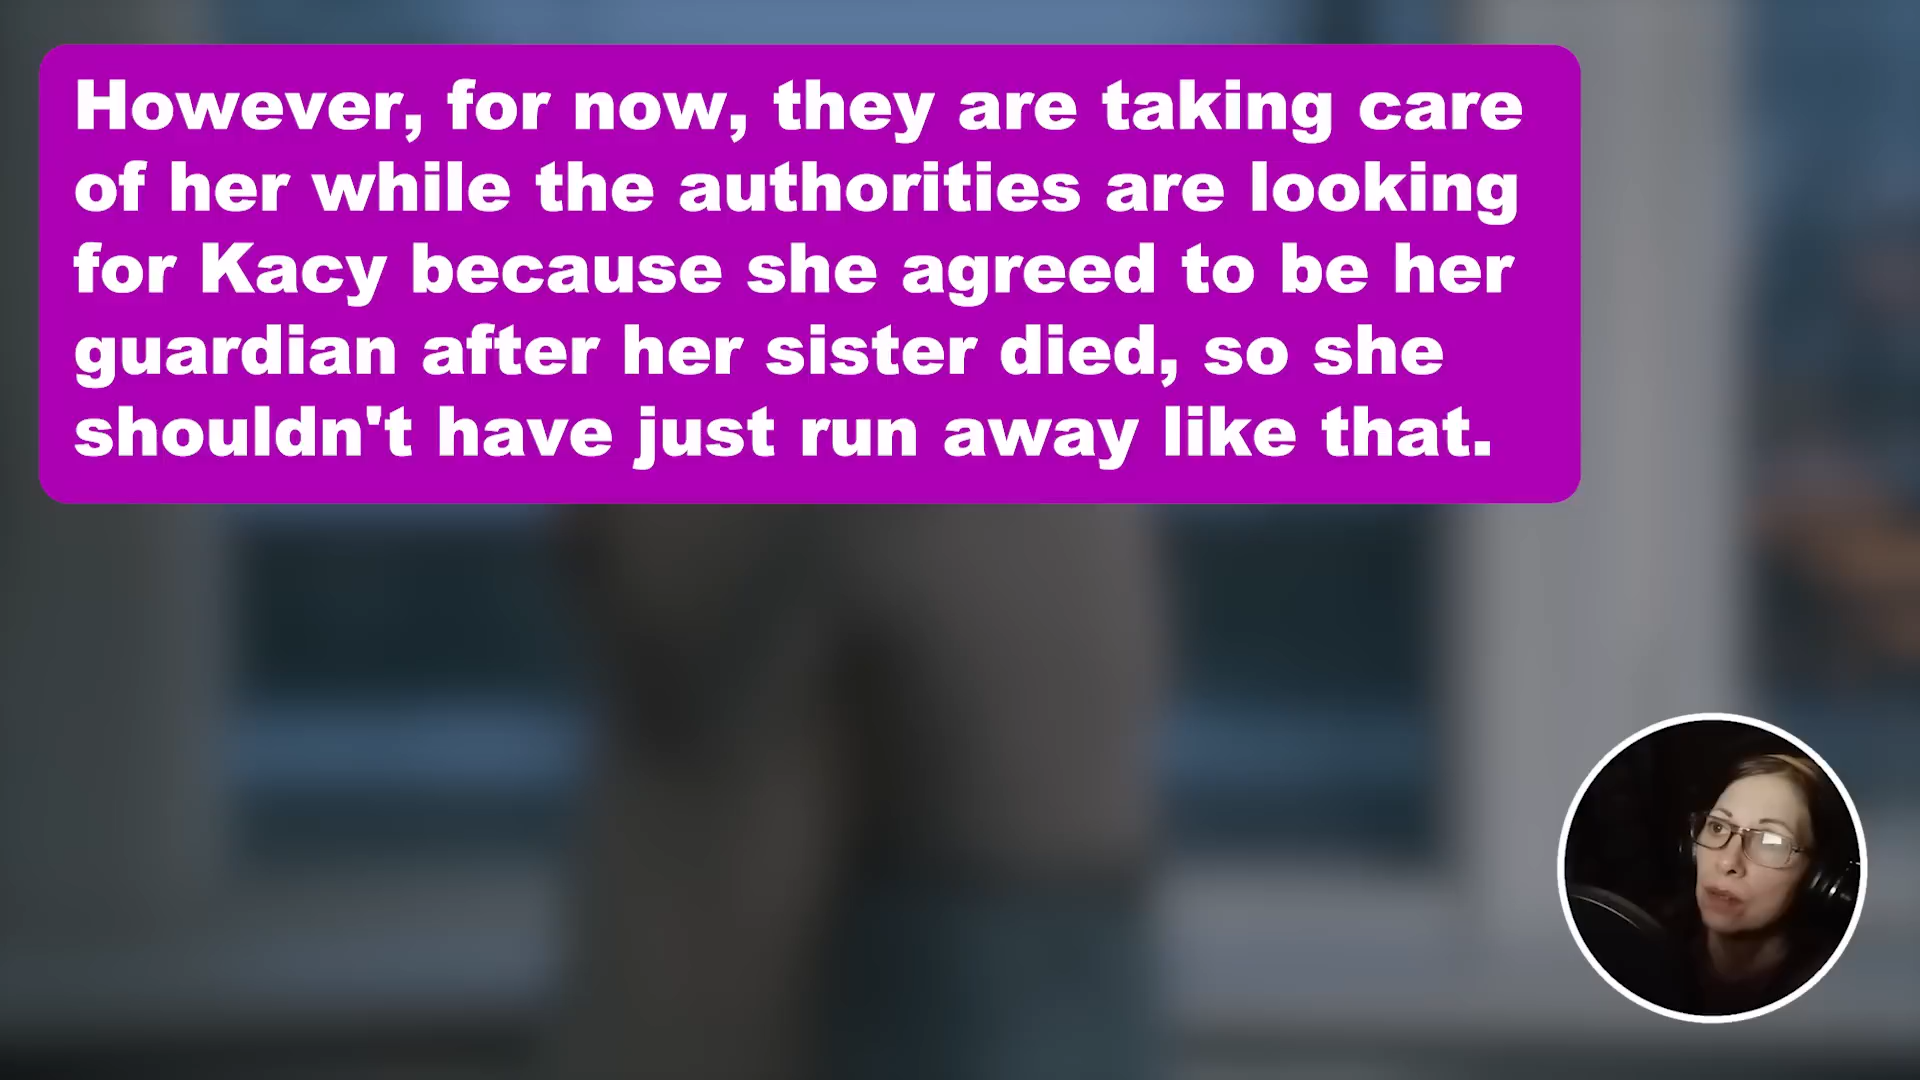 However, for now, they are taking care
of her while the authorities are looking
for Kacy because she agreed to be her
guardian after her sister died, so she
shouldn't have just run away like that.